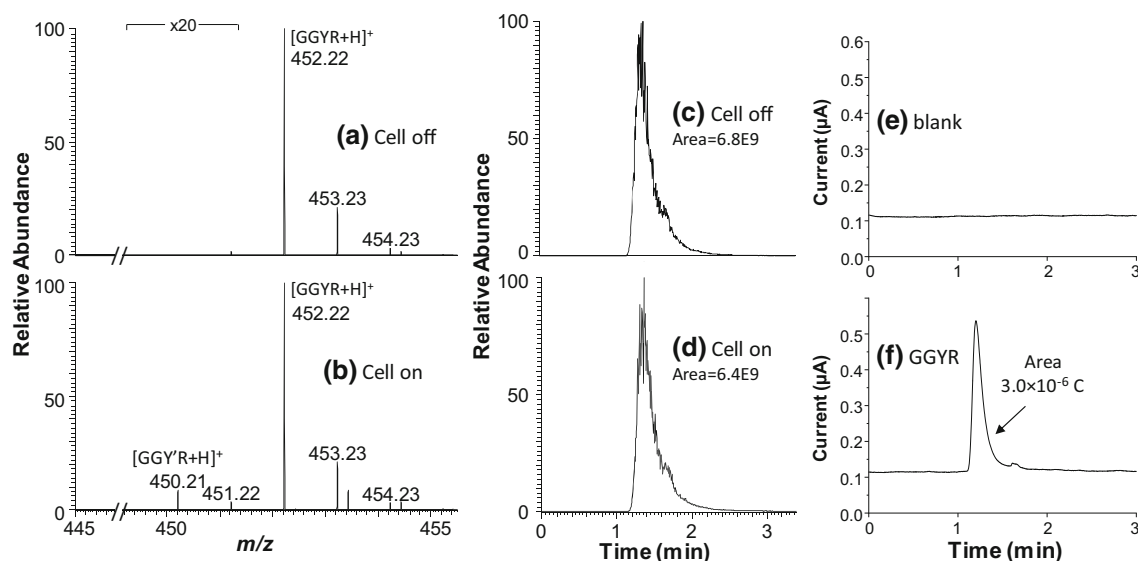 x20
100
[GGYR+H]⁺
452.22
50
(a) Cell off
453.23
454.23
0
Relative Abundance
100
[GGYR+H]⁺
452.22
(b) Cell on
50
[GGY'R+H]⁺
450.21
451.22
453.23
454.23
0
Relative Abundance
445 450 455
m/z
100
(c) Cell off
Area=6.8E9
50
0
Relative Abundance
100
(d) Cell on
Area=6.4E9
50
0
Relative Abundance
0 1 2 3
Time (min)
0.6
0.5
0.4
(e) blank
0.3
0.2
0.1
0.0
Current (µA)
0 1 2 3
0.5
(f) GGYR
0.4
Area
3.0×10⁻⁶ C
0.3
0.2
0.1
0.0
Current (µA)
0 1 2 3
Time (min)